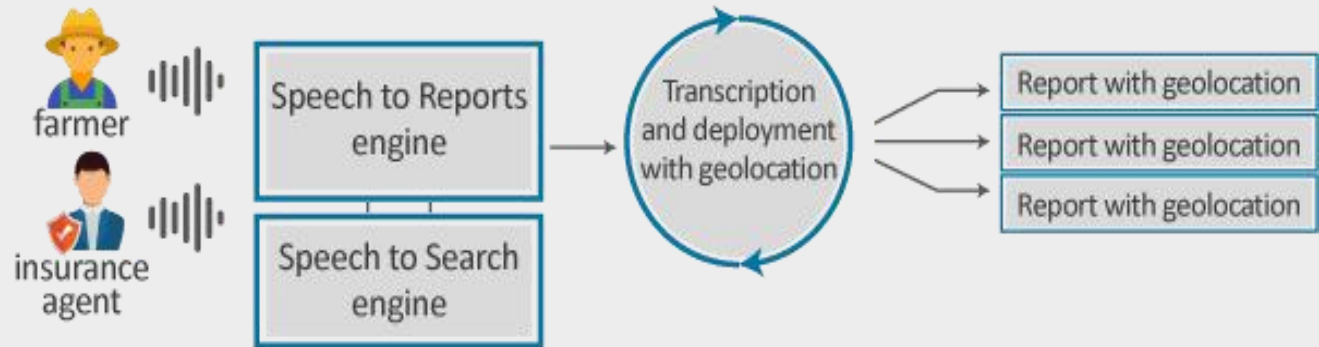 farmer
insurance
agent
Speech to Reports
engine
Speech to Search
engine
Transcription
and deployment
with geolocation
Report with geolocation
Report with geolocation
Report with geolocation